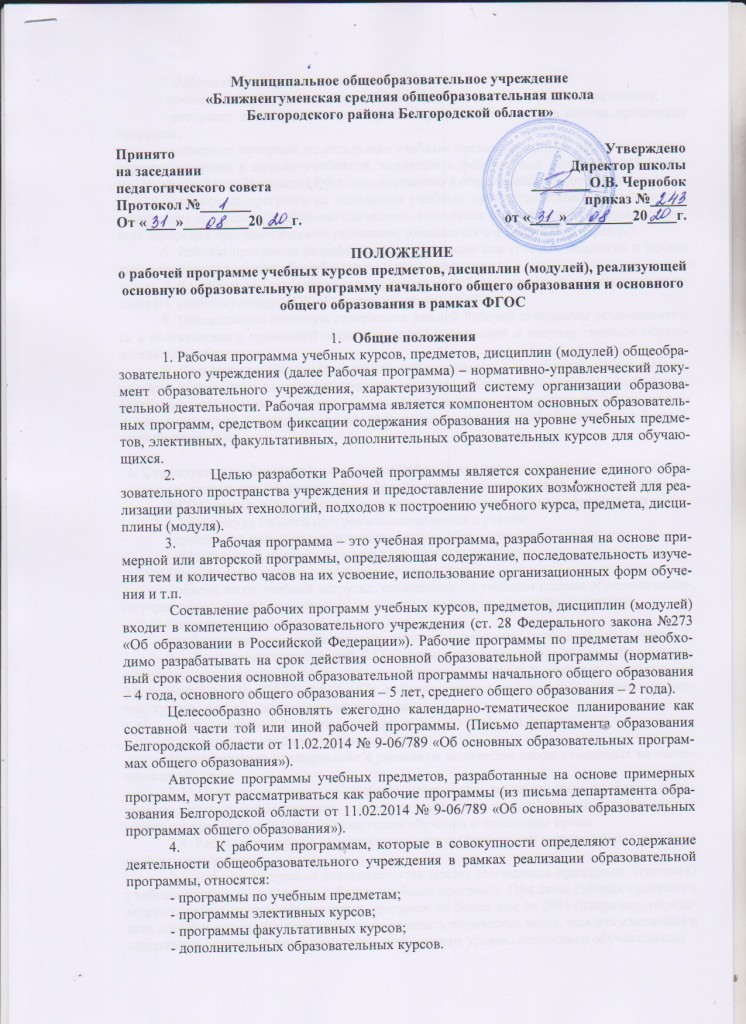 Муниципальное общеобразовательное учреждение
«Ближнеигуменская средняя общеобразовательная школа
Белгородского района Белгородской области»
Принято
на заседании
педагогического совета
Протокол № 1
От «31» 08 2020г.
Утверждено
Директор школы
О.В. Чернобок
приказ № 243
от «31» 08 2020г.
ПОЛОЖЕНИЕ
о рабочей программе учебных курсов предметов, дисциплин (модулей), реализующей
основную образовательную программу начального общего образования и основного
общего образования в рамках ФГОС
1. Общие положения
1. Рабочая программа учебных курсов, предметов, дисциплин (модулей) общеобра-
зовательного учреждения (далее Рабочая программа) – нормативно-управленческий доку-
мент образовательного учреждения, характеризующий систему организации образова-
тельной деятельности. Рабочая программа является компонентом основных образователь-
ных программ, средством фиксации содержания образования на уровне учебных предме-
тов, элективных, факультативных, дополнительных образовательных курсов для обучаю-
щихся.
2. Целью разработки Рабочей программы является сохранение единого обра-
зовательного пространства учреждения и предоставление широких возможностей для реа-
лизации различных технологий, подходов к построению учебного курса, предмета, дисци-
плины (модуля).
3. Рабочая программа – это учебная программа, разработанная на основе при-
мерной или авторской программы, определяющая содержание, последовательность изуче-
ния тем и количество часов на их усвоение, использование организационных форм обуче-
ния и т.п.
Составление рабочих программ учебных курсов, предметов, дисциплин (модулей)
входит в компетенцию образовательного учреждения (ст. 28 Федерального закона №273
«Об образовании в Российской Федерации»). Рабочие программы по предметам необхо-
димо разрабатывать на срок действия основной образовательной программы (норматив-
ный срок освоения основной образовательной программы начального общего образования
– 4 года, основного общего образования – 5 лет, среднего общего образования – 2 года).
Целесообразно обновлять ежегодно календарно-тематическое планирование как
составной части той или иной рабочей программы. (Письмо департамента образования
Белгородской области от 11.02.2014 № 9-06/789 «Об основных образовательных програм-
мах общего образования»).
Авторские программы учебных предметов, разработанные на основе примерных
программ, могут рассматриваться как рабочие программы (из письма департамента обра-
зования Белгородской области от 11.02.2014 № 9-06/789 «Об основных образовательных
программах общего образования»).
4. К рабочим программам, которые в совокупности определяют содержание
деятельности общеобразовательного учреждения в рамках реализации образовательной
программы, относятся:
- программы по учебным предметам;
- программы элективных курсов;
- программы факультативных курсов;
- дополнительных образовательных курсов.